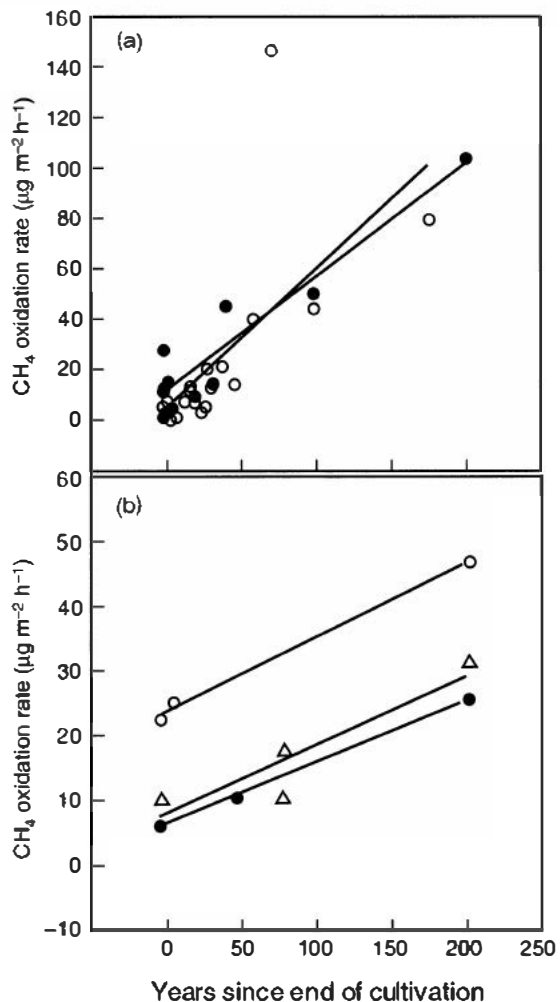 (a)
CH₄ oxidation rate (µg m⁻² h⁻¹)
160
140
120
100
80
60
40
20
0
(b)
CH₄ oxidation rate (µg m⁻² h⁻¹)
60
50
40
30
20
10
0
-10
0 50 100 150 200 250
Years since end of cultivation